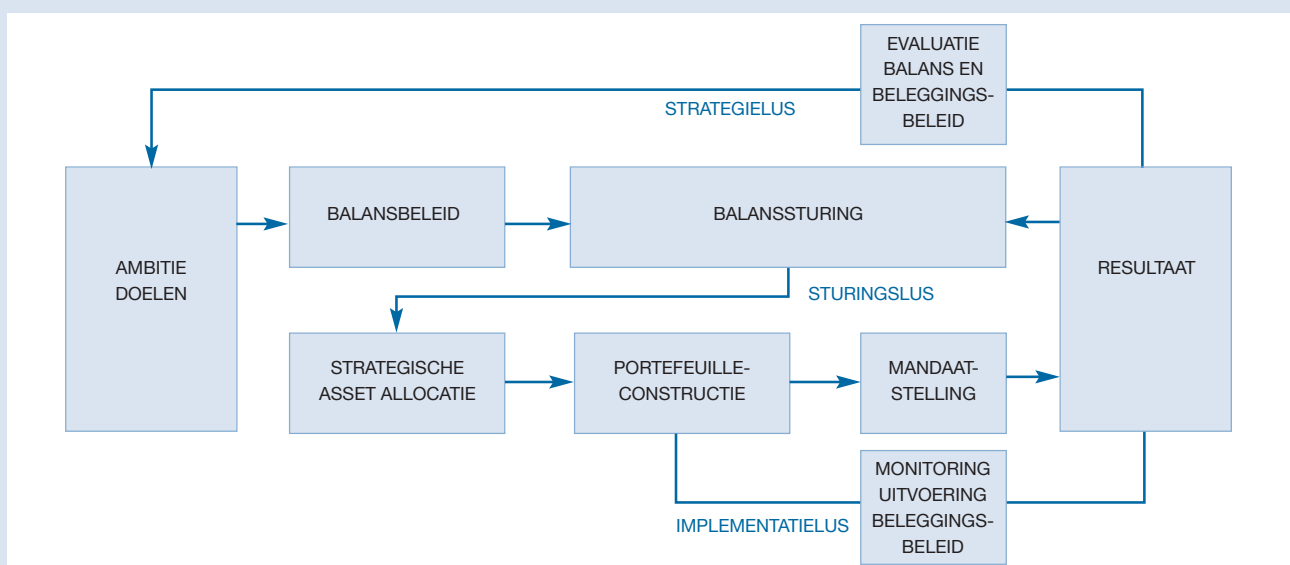 EVALUATIE
BALANS EN
BELEGGINGS-
BELEID
STRATEGIELUS
AMBITIE
DOELEN
BALANSBELEID
BALANSSTURING
RESULTAAT
STURINGSLUS
STRATEGISCHE
ASSET ALLOCATIE
PORTEFEUILLE-
CONSTRUCTIE
MANDAAT-
STELLING
MONITORING
UITVOERING
BELEGGINGS-
BELEID
IMPLEMENTATIELUS